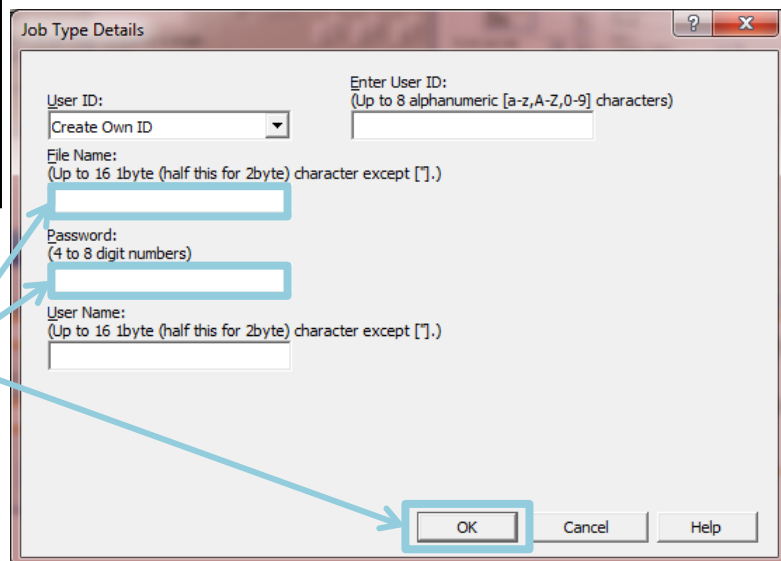 Job Type Details
User ID:
Create Own ID
Enter User ID:
(Up to 8 alphanumeric [a-z,A-Z,0-9] characters)
File Name:
(Up to 16 1byte (half this for 2byte) character except ["].)
Password:
(4 to 8 digit numbers)
User Name:
(Up to 16 1byte (half this for 2byte) character except ["].)
OK
Cancel
Help